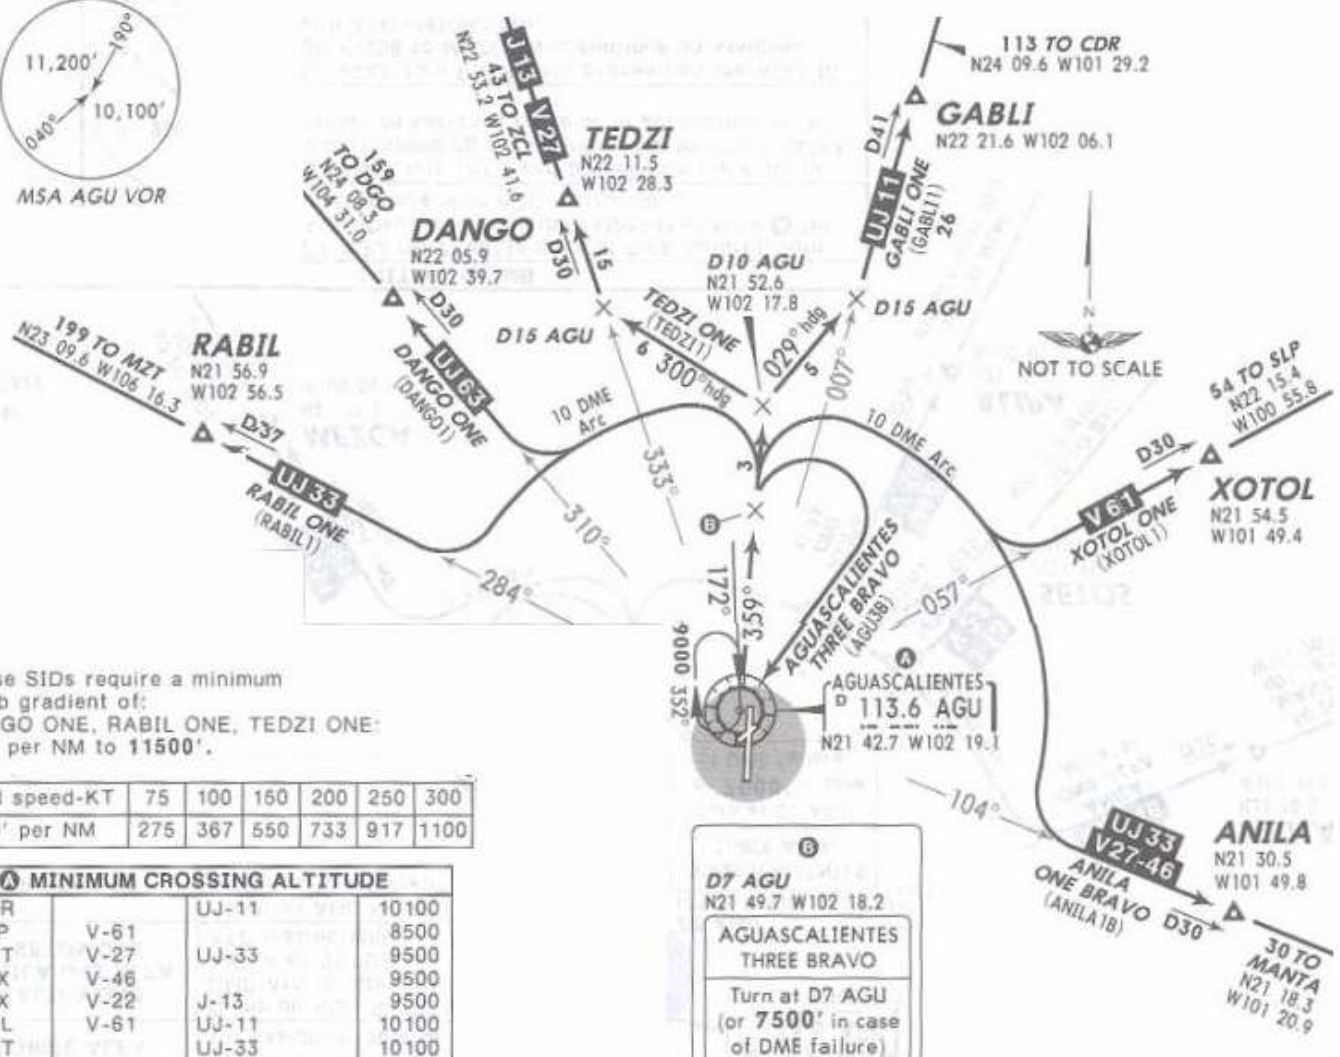 11,200'
190°
10,100'
040°
MSA AGU VOR
J 13
V 27
43 TO ZCL
N22 53.2 W102 41.6
TEDZI
N22 11.5
W102 28.3
159
TO DGO
N24 08.3
W104 31.0
DANGO
N22 05.9
W102 39.7
D30
15
D30
D15 AGU
199 TO MZT
N23 09.6 W106 16.3
RABIL
N21 56.9
W102 56.5
D37
UJ 33
RABIL ONE
(RABIL1)
UJ 63
DANGO ONE
(DANGO1)
10 DME
Arc
TEDZI ONE
(TEDZI1)
6 300° hdg
D10 AGU
N21 52.6
W102 17.8
029° hdg
5
113 TO CDR
N24 09.6 W101 29.2
GABLI
N22 21.6 W102 06.1
D41
UJ 11
GABLI ONE
(GABLI1)
26
D15 AGU
007°
N
NOT TO SCALE
54 TO SLP
N22 15.4
W100 55.8
10 DME Arc
D30
V 61
XOTOL ONE
(XOTOL1)
XOTOL
N21 54.5
W101 49.4
333°
310°
284°
3
B
172°
359°
9000 352°
AGUASCALIENTES
THREE BRAVO
(AGU3B)
057°
A
AGUASCALIENTES
D 113.6 AGU
N21 42.7 W102 19.1
104°
UJ 33
V27-46
ANILA
ONE BRAVO
(ANELA1B)
D30
ANILA
N21 30.5
W101 49.8
30 TO
MANTA
N21 18.3
W101 20.9
se SIDs require a minimum
b gradient of:
GO ONE, RABIL ONE, TEDZI ONE:
per NM to 11500'.
speed-KT 75 100 150 200 250 300
' per NM 275 367 550 733 917 1100
A MINIMUM CROSSING ALTITUDE
R UJ-11 10100
P V-61 8500
T V-27 UJ-33 9500
X V-46 9500
X V-22 J-13 9500
L V-61 UJ-11 10100
T UJ-33 10100
B
D7 AGU
N21 49.7 W102 18.2
AGUASCALIENTES
THREE BRAVO
Turn at D7 AGU
(or 7500' in case
of DME failure)